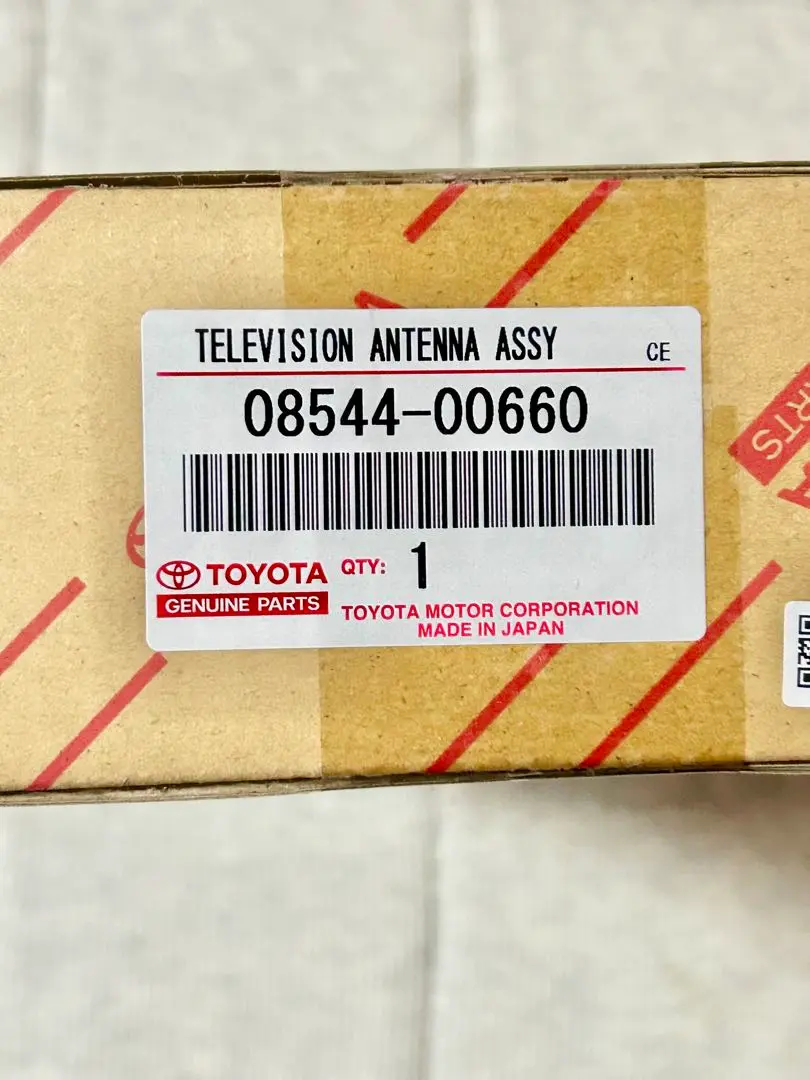 TELEVISION ANTENNA ASSY CE
08544-00660
TOYOTA QTY: 1
GENUINE PARTS
TOYOTA MOTOR CORPORATION
MADE IN JAPAN